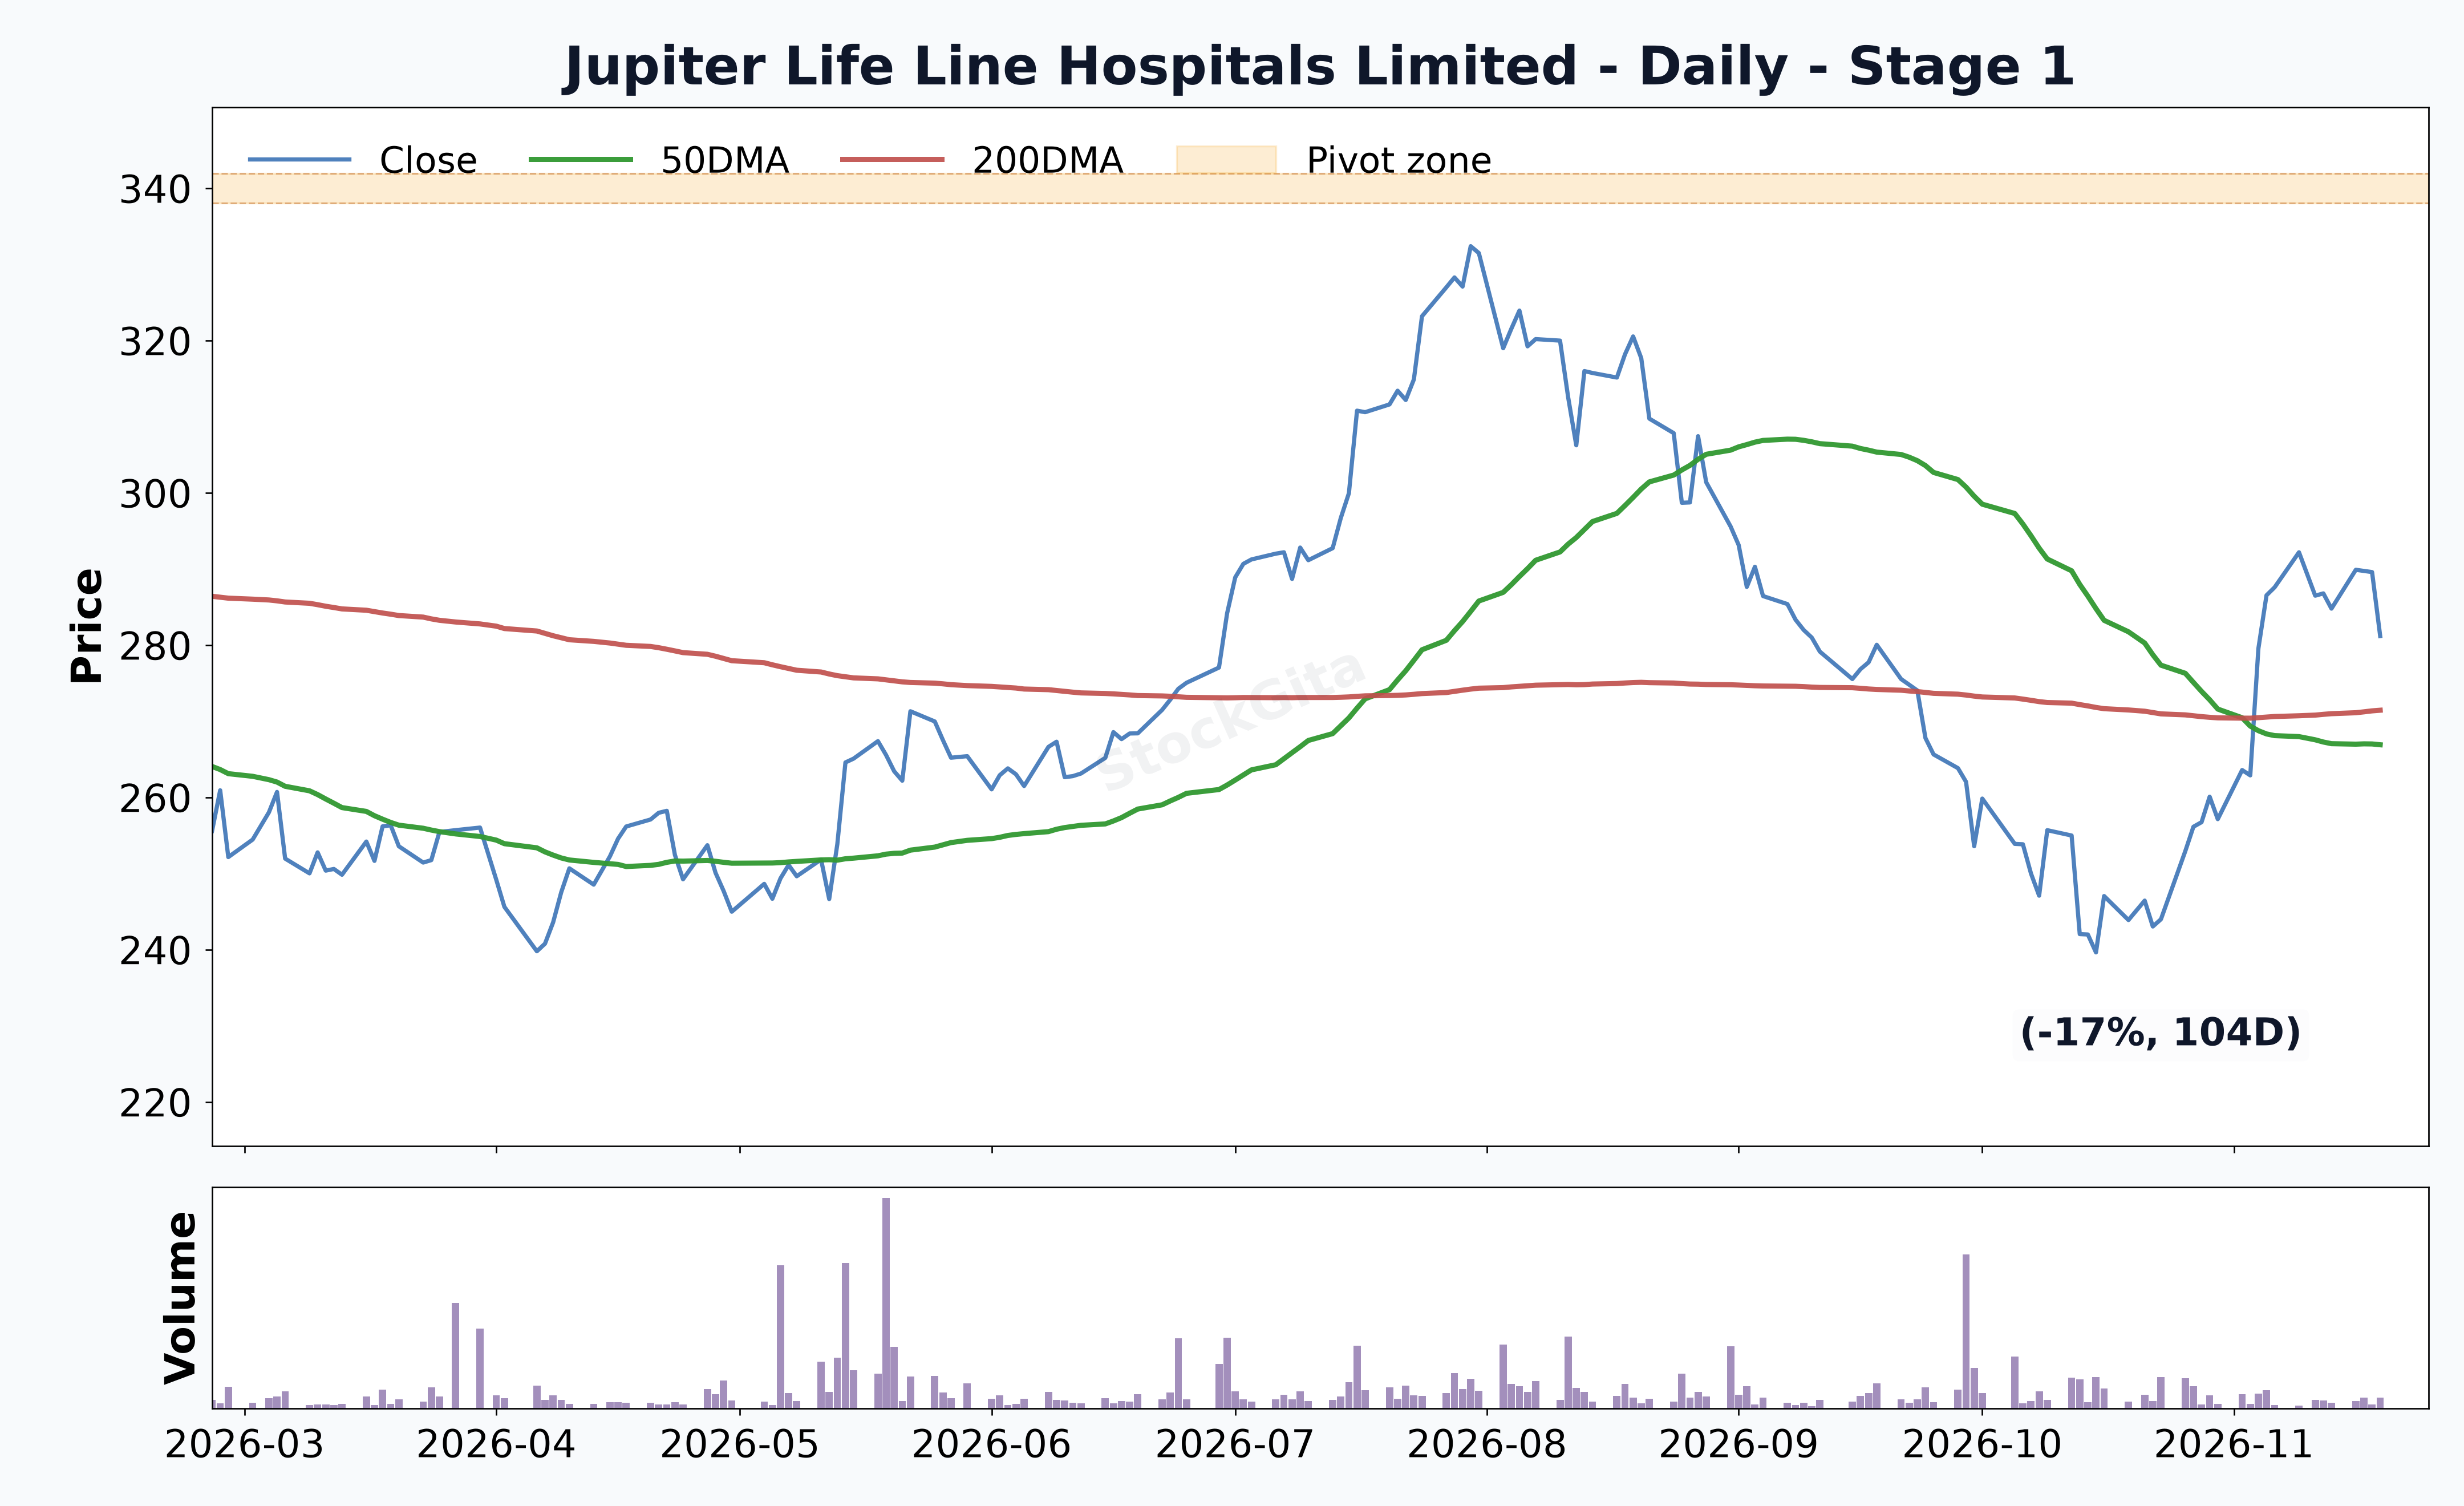 Jupiter Life Line Hospitals Limited - Daily - Stage 1
Close 50DMA 200DMA Pivot zone
340
320
300
280
260
240
220
Price
StockGita
(-17%, 104D)
Volume
2026-03 2026-04 2026-05 2026-06 2026-07 2026-08 2026-09 2026-10 2026-11